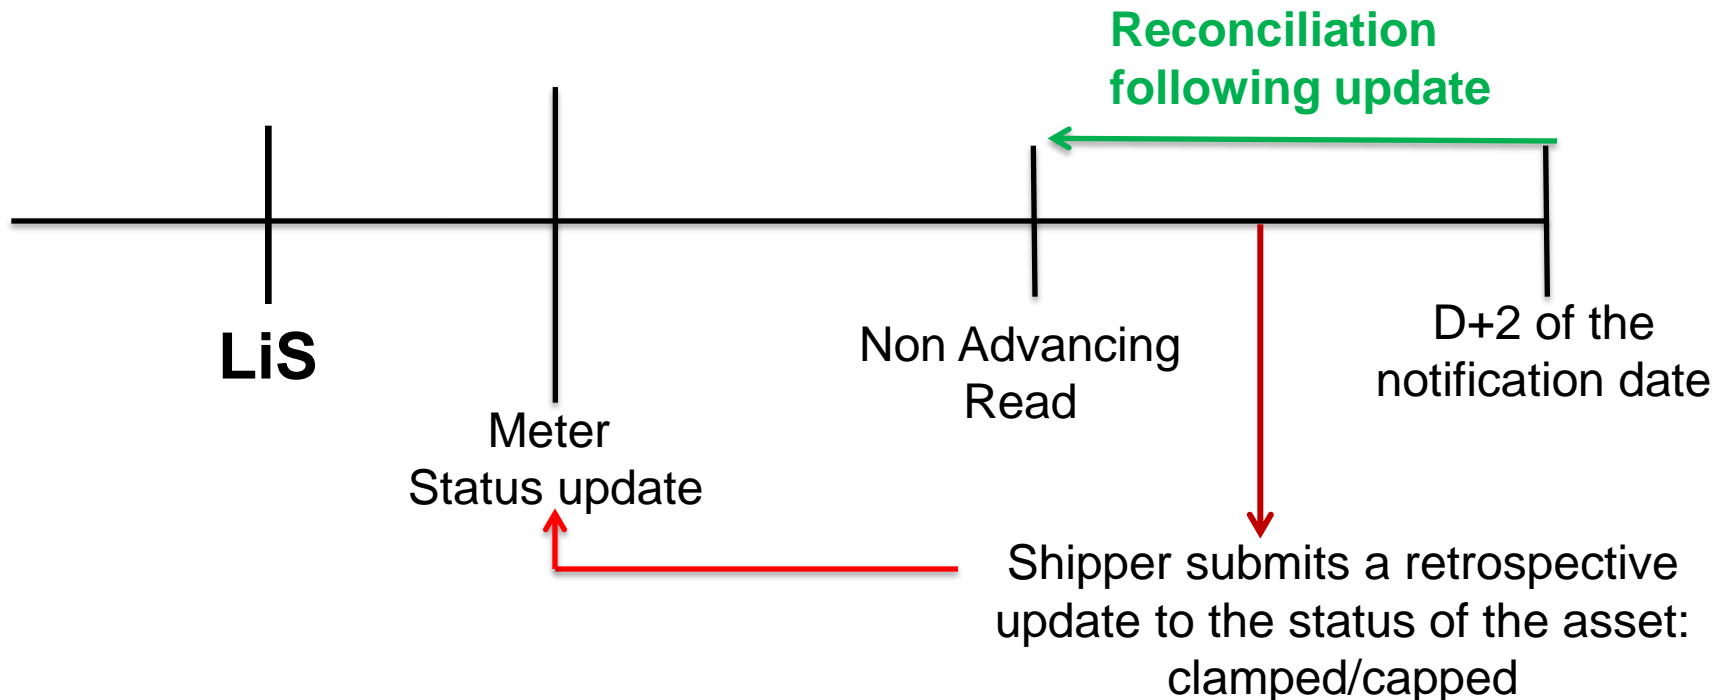 Reconciliation
following update
LiS
Meter
Status update
Non Advancing
Read
D+2 of the
notification date
Shipper submits a retrospective
update to the status of the asset:
clamped/capped